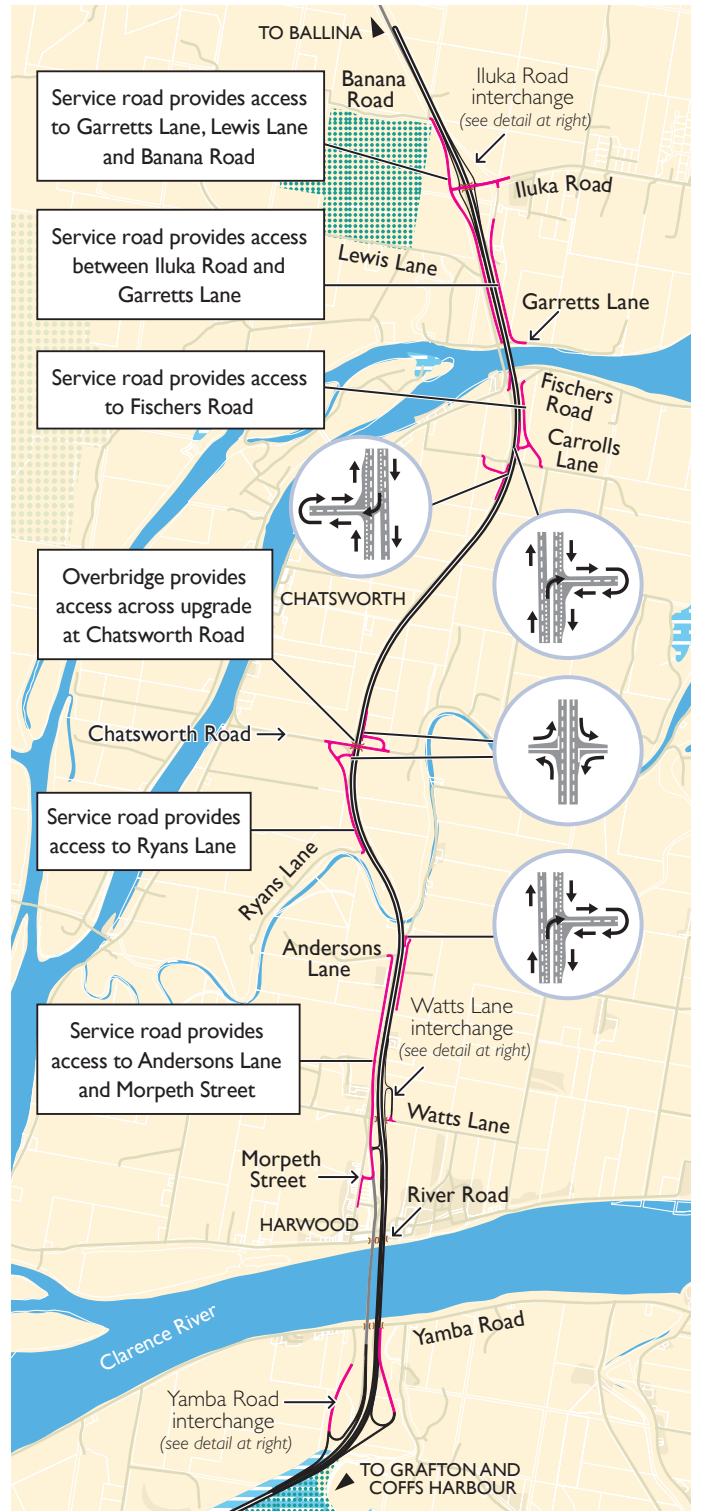 TO BALLINA
Banana
Road
Iluka Road
interchange
(see detail at right)
Service road provides access
to Garretts Lane, Lewis Lane
and Banana Road
Iluka Road
Service road provides access
between Iluka Road and
Garretts Lane
Lewis Lane
Garretts Lane
Service road provides access
to Fischers Road
Fischers
Road
Carrolls
Lane
Overbridge provides
access across upgrade
at Chatsworth Road
CHATSWORTH
Chatsworth Road
Service road provides
access to Ryans Lane
Ryans Lane
Andersons
Lane
Service road provides
access to Andersons Lane
and Morpeth Street
Watts Lane
interchange
(see detail at right)
Watts Lane
Morpeth
Street
River Road
HARWOOD
Clarence River
Yamba Road
Yamba Road
interchange
(see detail at right)
TO GRAFTON AND
COFFS HARBOUR